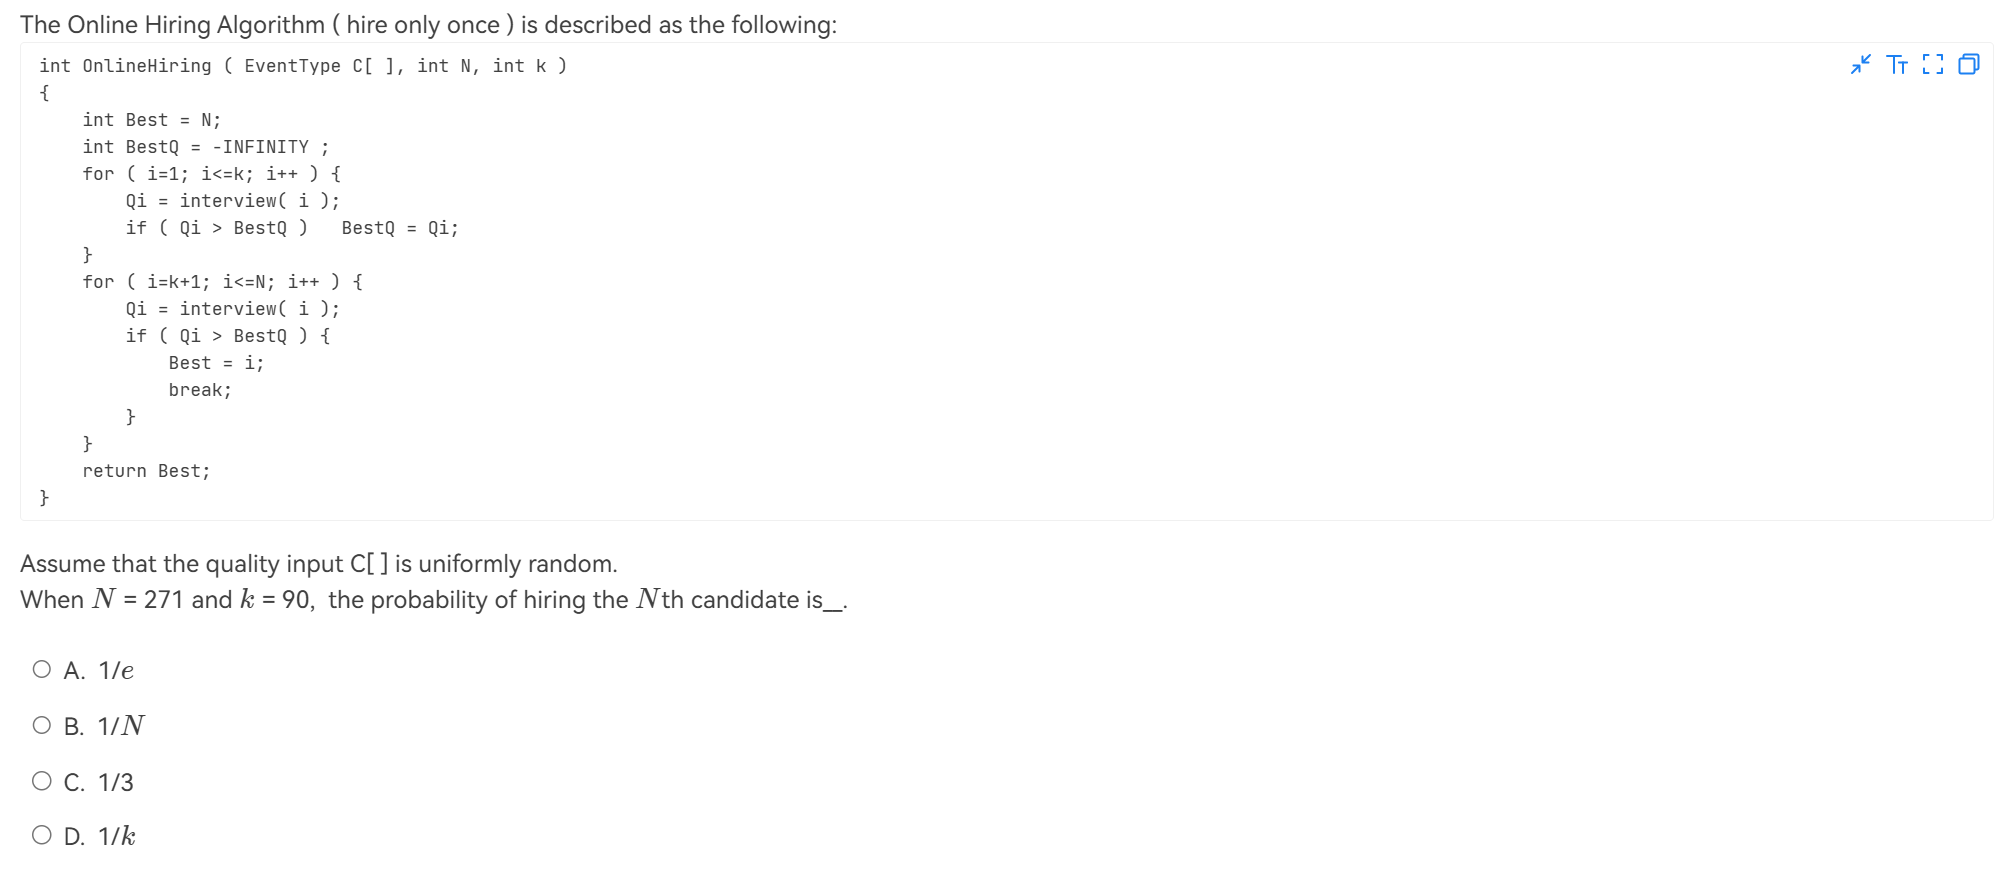 The Online Hiring Algorithm ( hire only once ) is described as the following:
int OnlineHiring ( EventType C[ ], int N, int k )
{
    int Best = N;
    int BestQ = -INFINITY ;
    for ( i=1; i<=k; i++ ) {
        Qi = interview( i );
        if ( Qi > BestQ )   BestQ = Qi;
    }
    for ( i=k+1; i<=N; i++ ) {
        Qi = interview( i );
        if ( Qi > BestQ ) {
            Best = i;
            break;
        }
    }
    return Best;
}
Assume that the quality input C[ ] is uniformly random.
When N = 271 and k = 90,  the probability of hiring the Nth candidate is__.
A. 1/e
B. 1/N
C. 1/3
D. 1/k